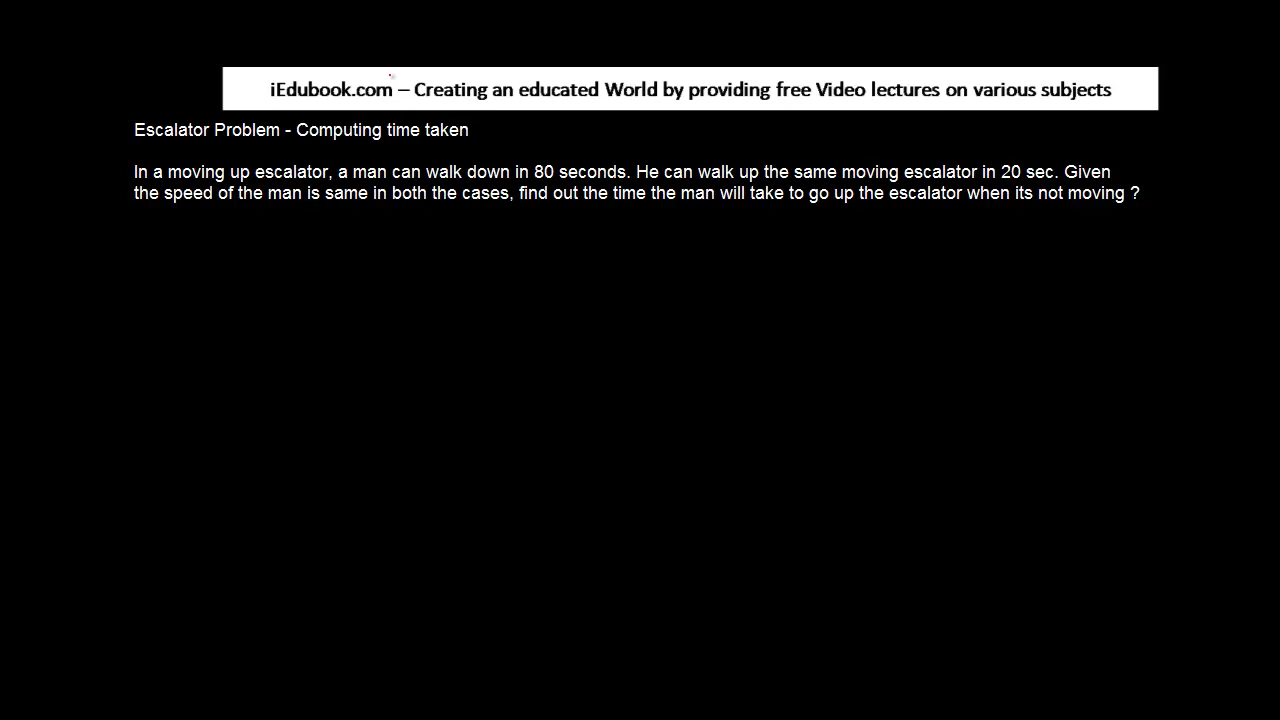 iEdubook.com – Creating an educated World by providing free Video lectures on various subjects
Escalator Problem - Computing time taken
In a moving up escalator, a man can walk down in 80 seconds. He can walk up the same moving escalator in 20 sec. Given
the speed of the man is same in both the cases, find out the time the man will take to go up the escalator when its not moving ?